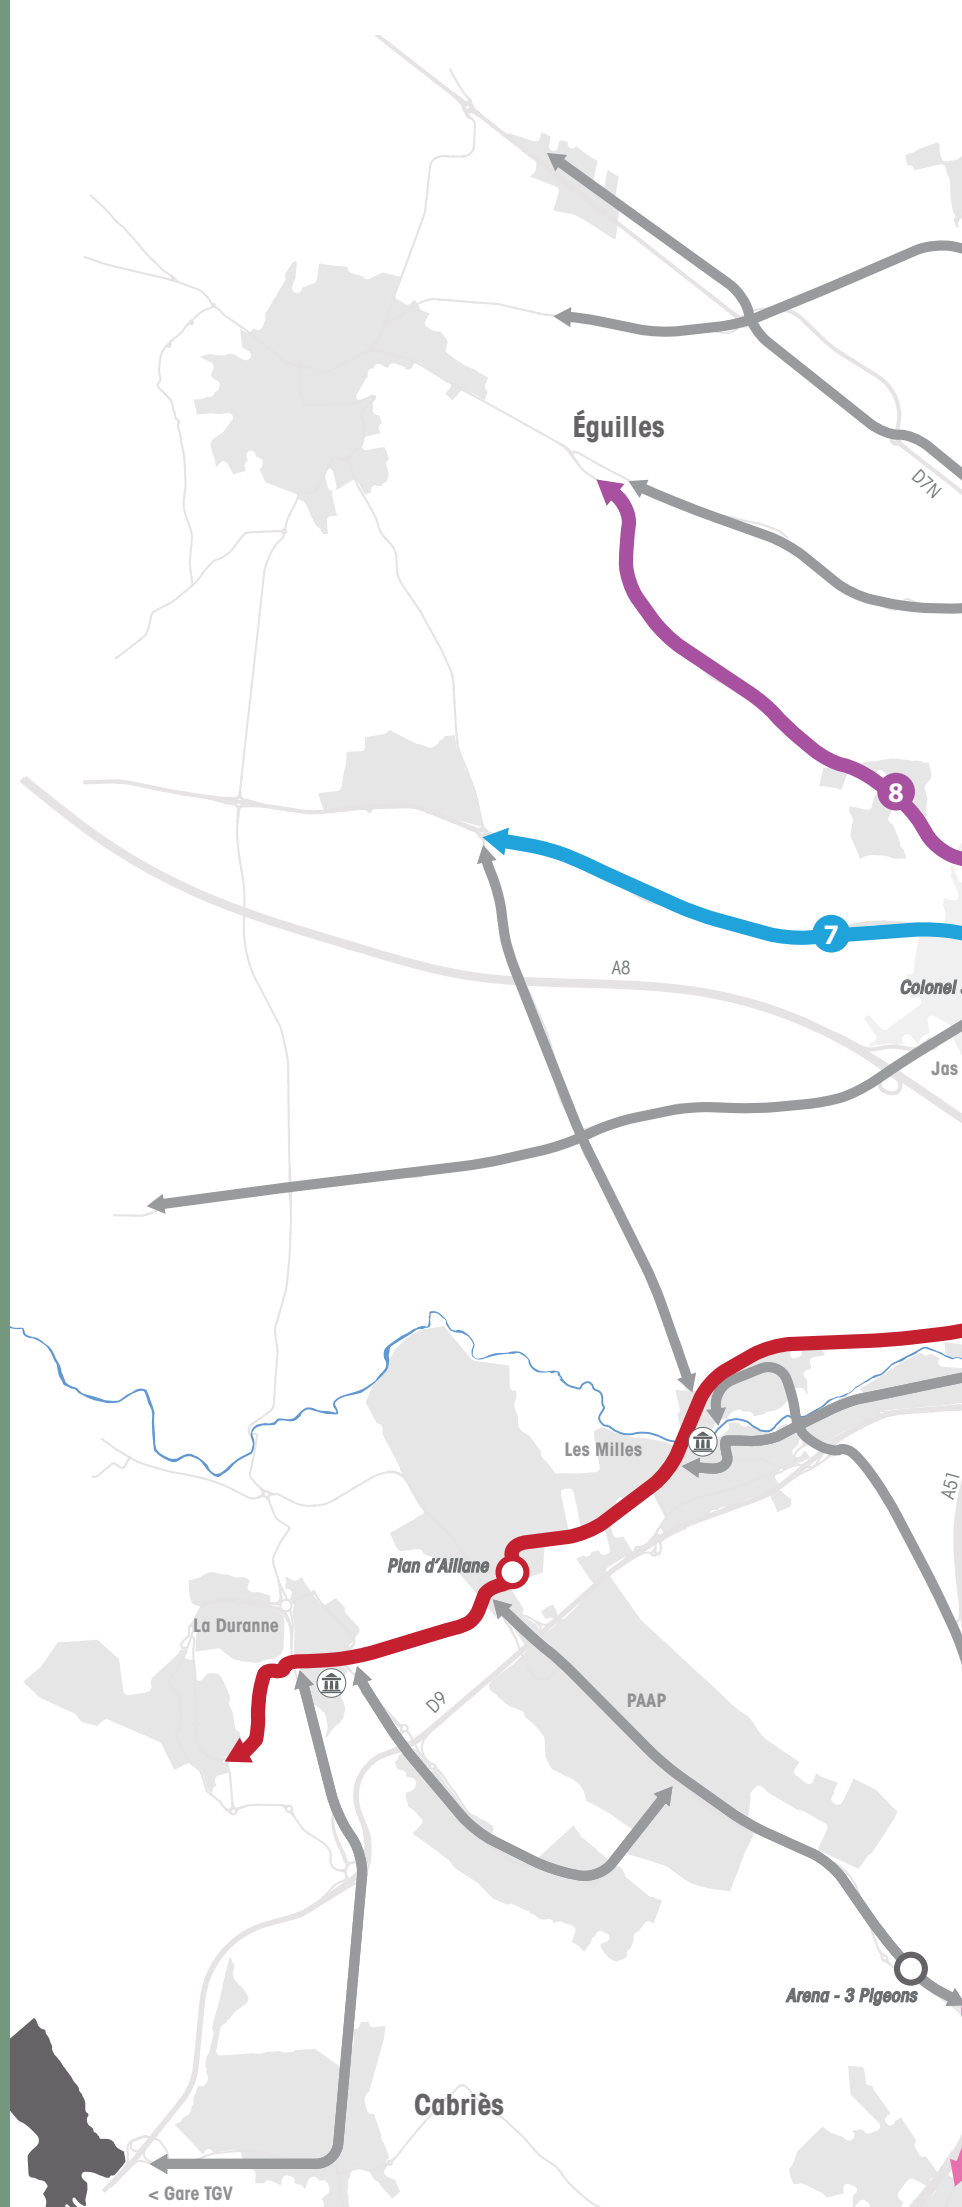 Éguilles
D7N
8
7
A8
Colonel
Jas
Les Milles
A51
Plan d'Aillane
La Duranne
PAAP
D9
Arena - 3 Pigeons
Cabriès
< Gare TGV